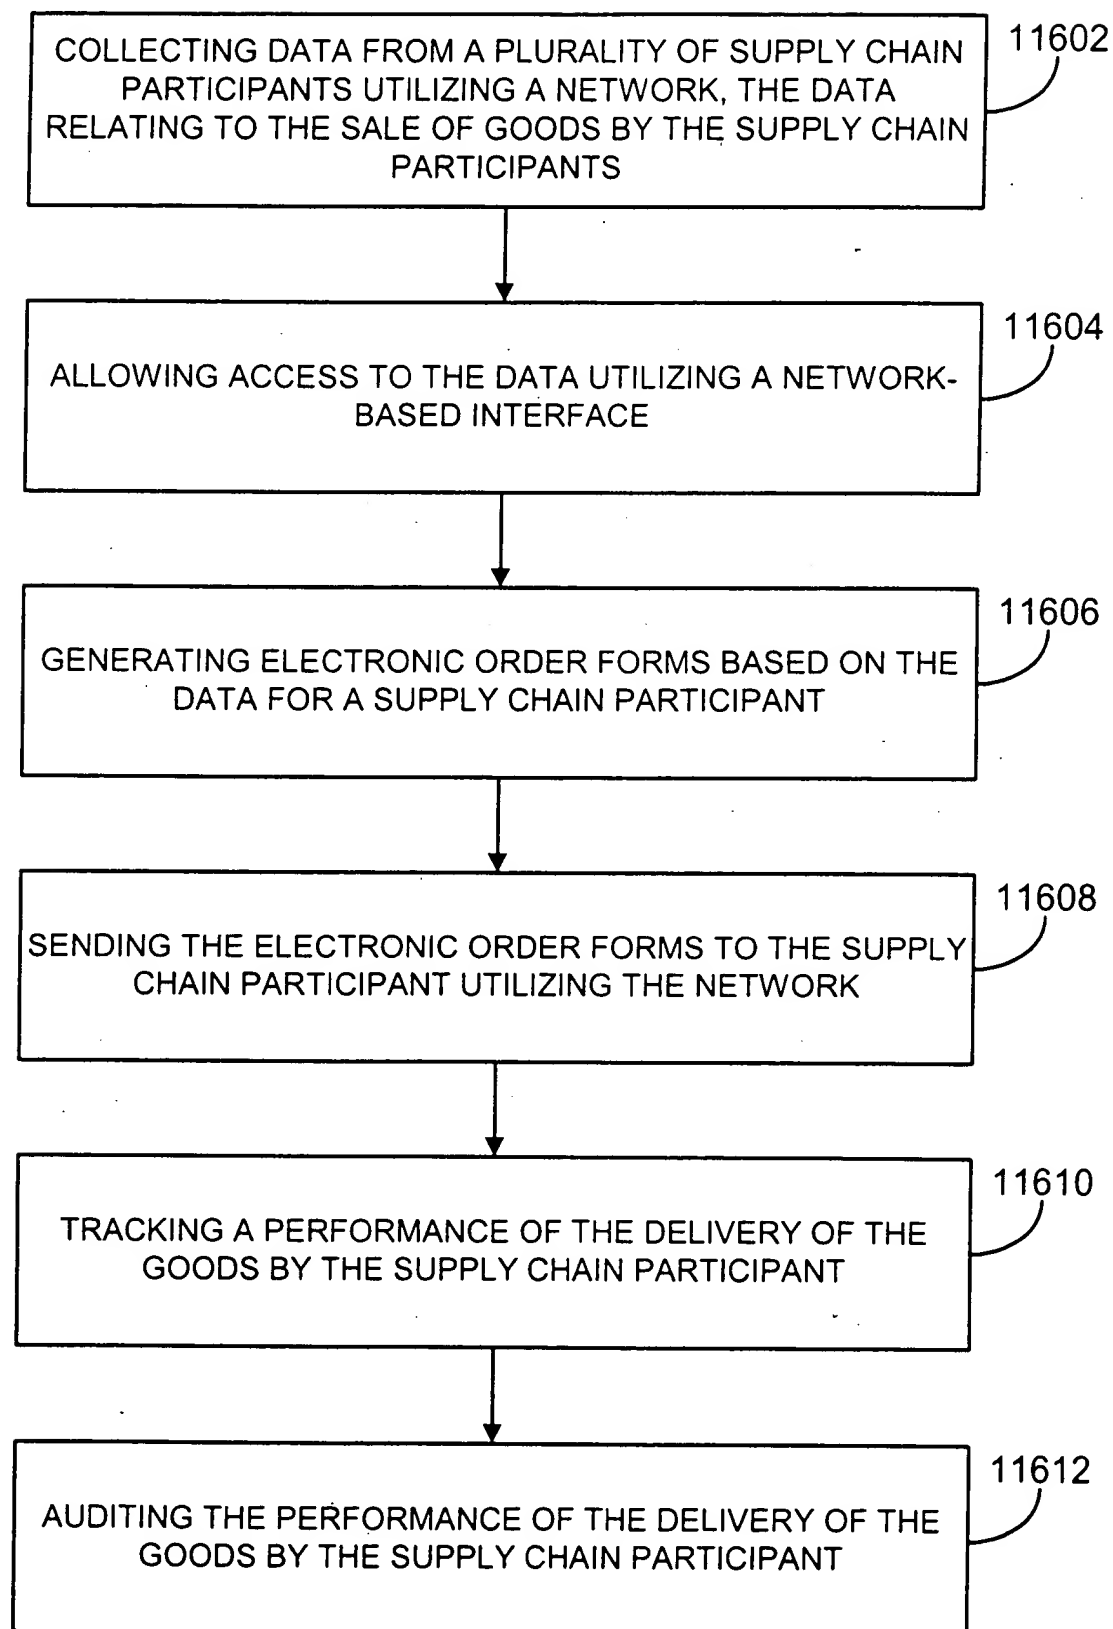 COLLECTING DATA FROM A PLURALITY OF SUPPLY CHAIN
PARTICIPANTS UTILIZING A NETWORK, THE DATA
RELATING TO THE SALE OF GOODS BY THE SUPPLY CHAIN
PARTICIPANTS
11602
ALLOWING ACCESS TO THE DATA UTILIZING A NETWORK-
BASED INTERFACE
11604
GENERATING ELECTRONIC ORDER FORMS BASED ON THE
DATA FOR A SUPPLY CHAIN PARTICIPANT
11606
SENDING THE ELECTRONIC ORDER FORMS TO THE SUPPLY
CHAIN PARTICIPANT UTILIZING THE NETWORK
11608
TRACKING A PERFORMANCE OF THE DELIVERY OF THE
GOODS BY THE SUPPLY CHAIN PARTICIPANT
11610
AUDITING THE PERFORMANCE OF THE DELIVERY OF THE
GOODS BY THE SUPPLY CHAIN PARTICIPANT
11612